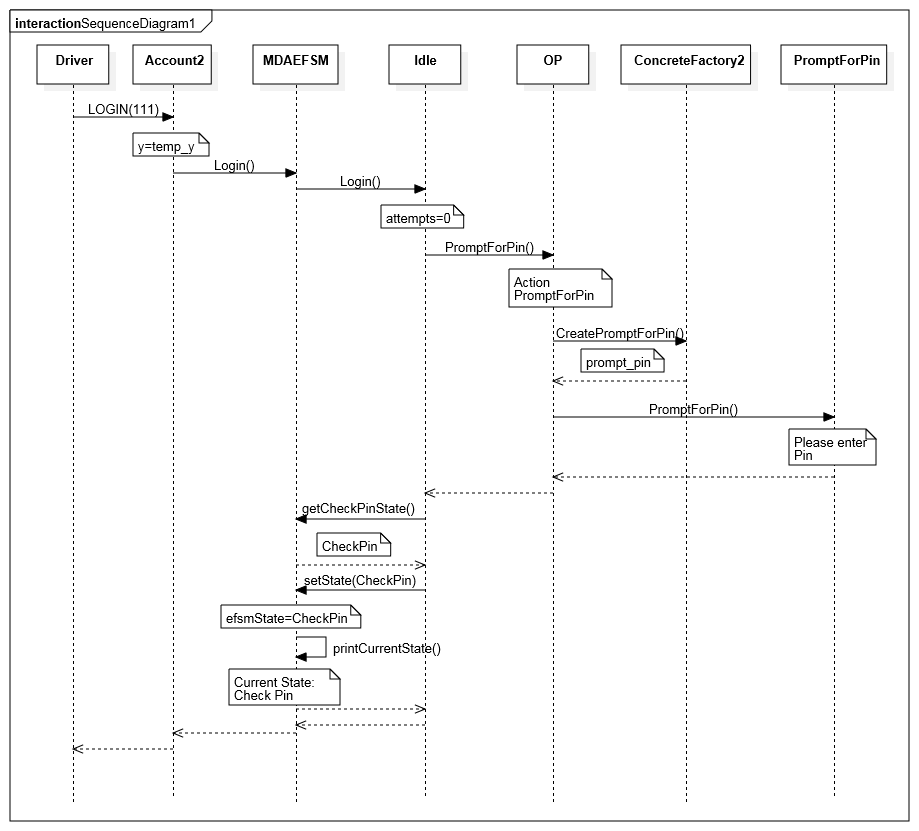 interactionSequenceDiagram1
Driver
Account2
MDAEFSM
Idle
OP
ConcreteFactory2
PromptForPin
LOGIN(111)
y=temp_y
Login()
Login()
attempts=0
PromptForPin()
Action
PromptForPin
CreatePromptForPin()
prompt_pin
PromptForPin()
Please enter
Pin
getCheckPinState()
CheckPin
setState(CheckPin)
efsmState=CheckPin
printCurrentState()
Current State:
Check Pin